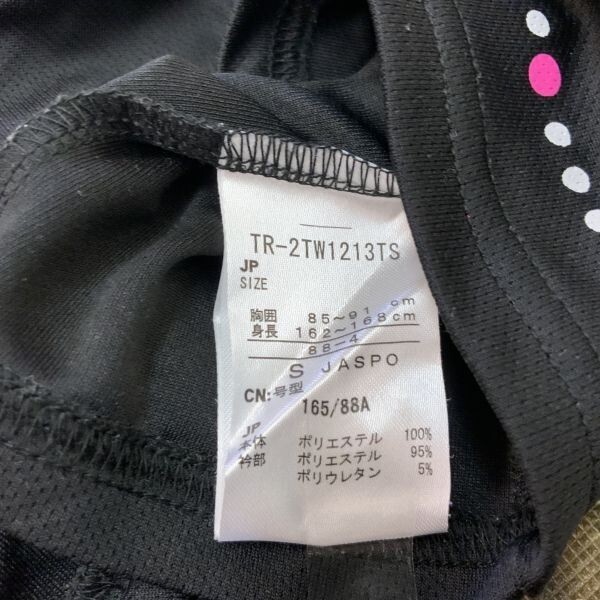 TR-2TW1213TS
JP
SIZE
胸囲 85~91 cm
身長 162~168cm
88-4
S JASPO
CN:号型
165/88A
JP
本体 ポリエステル 100%
衿部 ポリエステル 95%
ポリウレタン 5%